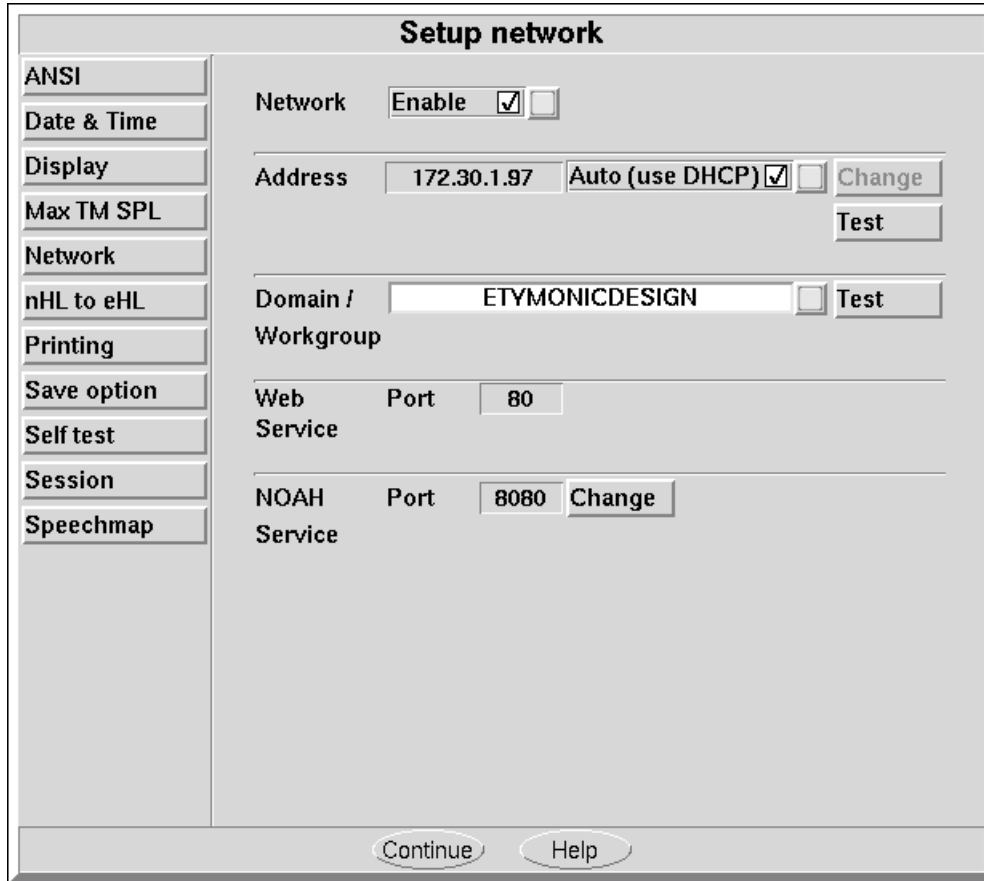 Setup network
ANSI
Date & Time
Display
Max TM SPL
Network
nHL to eHL
Printing
Save option
Self test
Session
Speechmap
Network Enable
Address 172.30.1.97 Auto (use DHCP) Change
Test
Domain / ETYMONICDESIGN Test
Workgroup
Web Port 80
Service
NOAH Port 8080 Change
Service
Continue Help